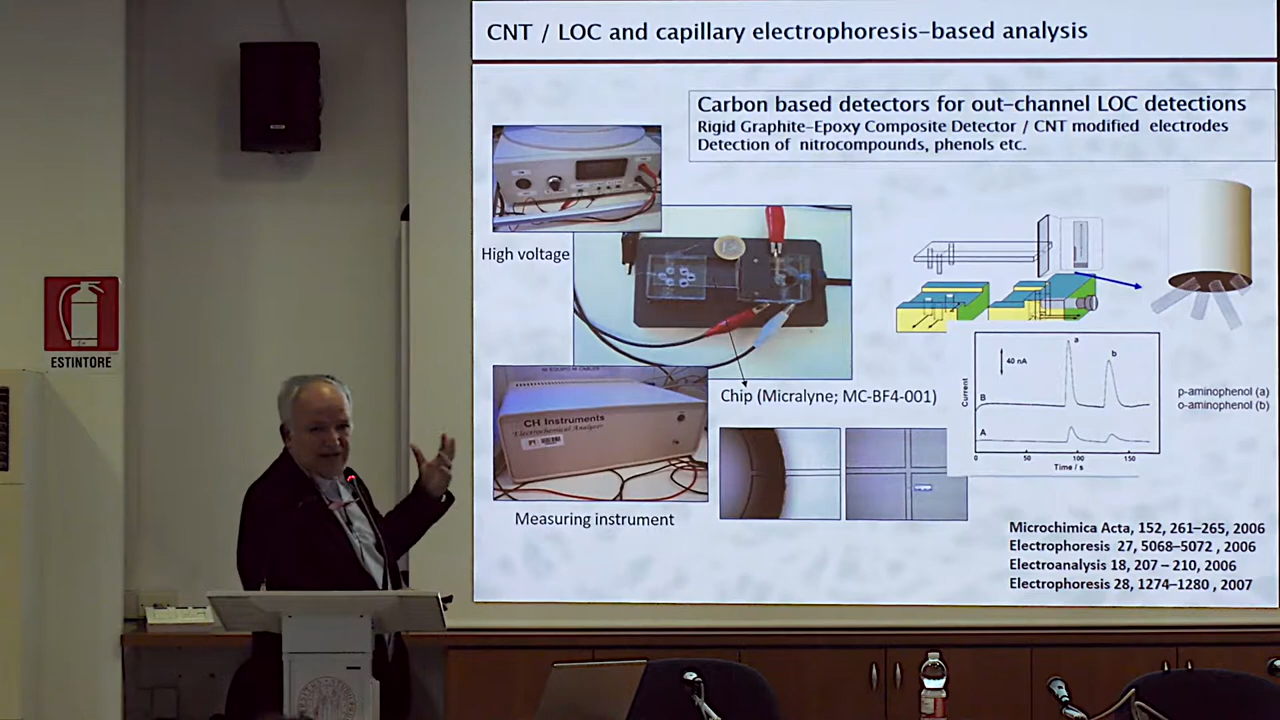 CNT / LOC and capillary electrophoresis-based analysis
Carbon based detectors for out-channel LOC detections
Rigid Graphite-Epoxy Composite Detector / CNT modified electrodes
Detection of nitrocompounds, phenols etc.
High voltage
ESTINTORE
CH Instruments
Electrochemical Analyzer
Chip (Micralyne; MC-BF4-001)
Measuring instrument
40 nA
a
b
B
A
Current
0 50 100 150
Time / s
p-aminophenol (a)
o-aminophenol (b)
Microchimica Acta, 152, 261-265, 2006
Electrophoresis 27, 5068-5072 , 2006
Electroanalysis 18, 207 – 210, 2006
Electrophoresis 28, 1274-1280 , 2007